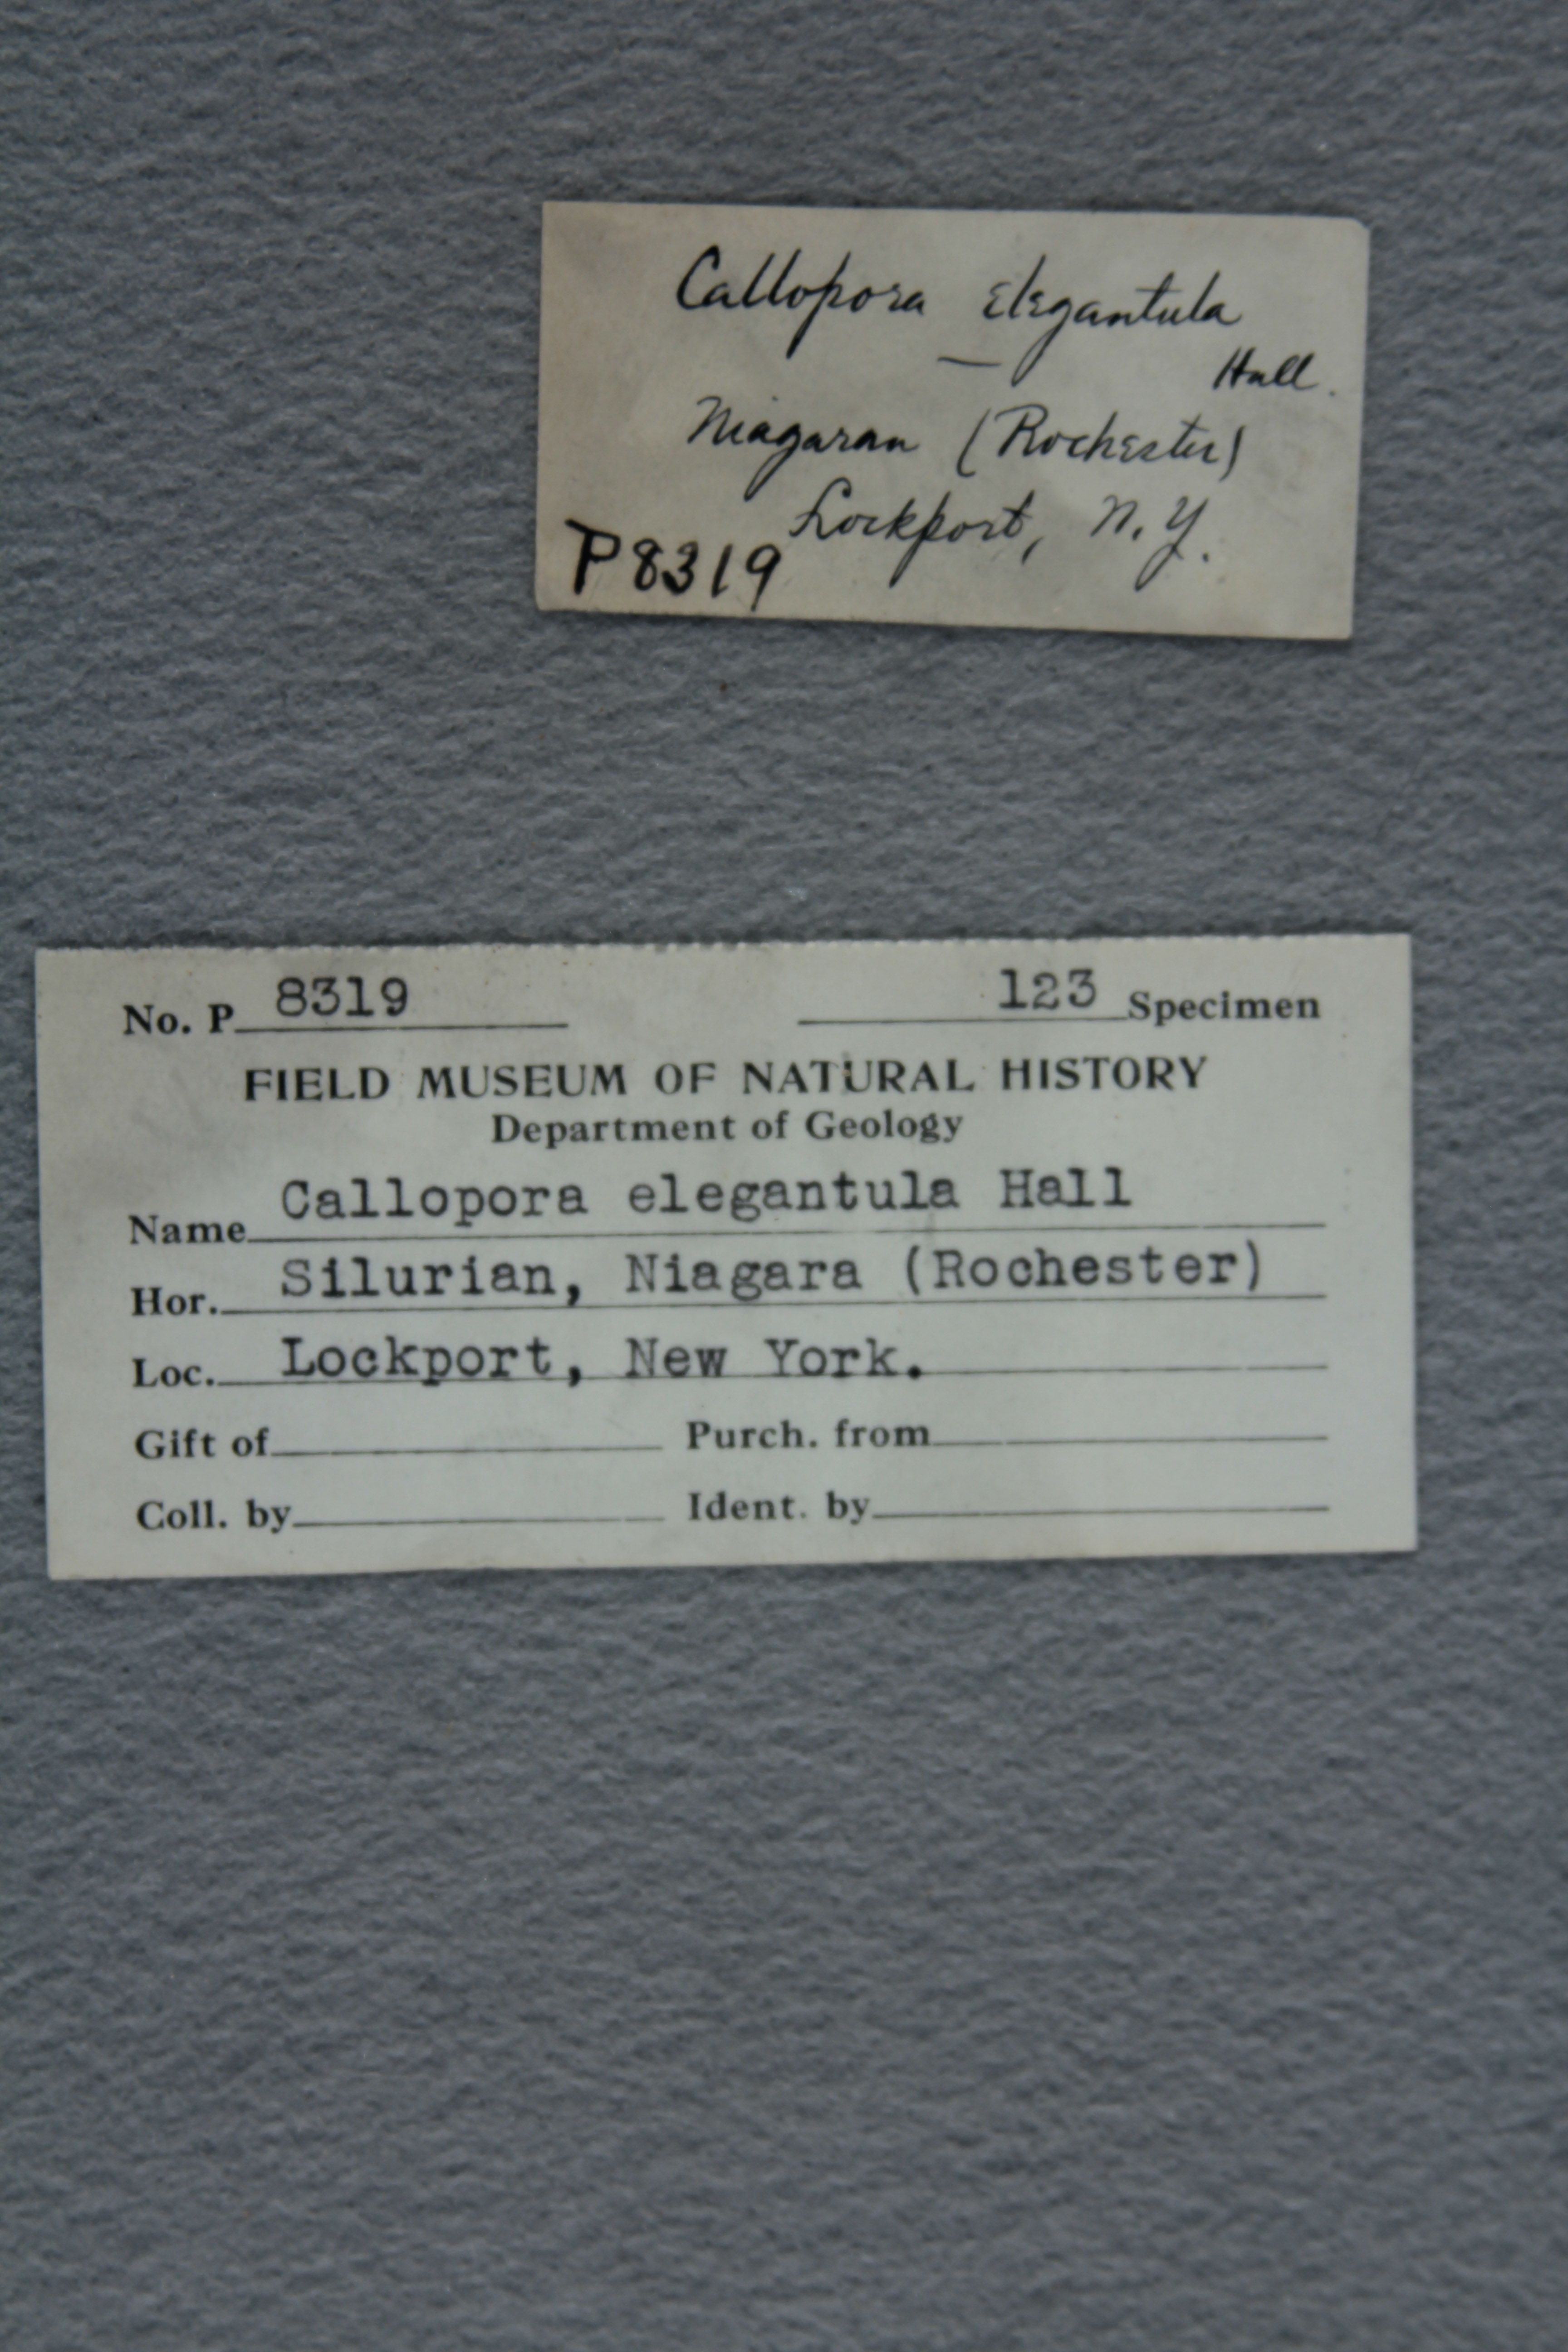 Callopora elegantula
Hall.
Niagaran (Rochester)
Lockport, N.Y.
P8319
No. P 8319 123 Specimen
FIELD MUSEUM OF NATURAL HISTORY
Department of Geology
Name Callopora elegantula Hall
Hor. Silurian, Niagara (Rochester)
Loc. Lockport, New York.
Gift of Purch. from
Coll. by Ident. by